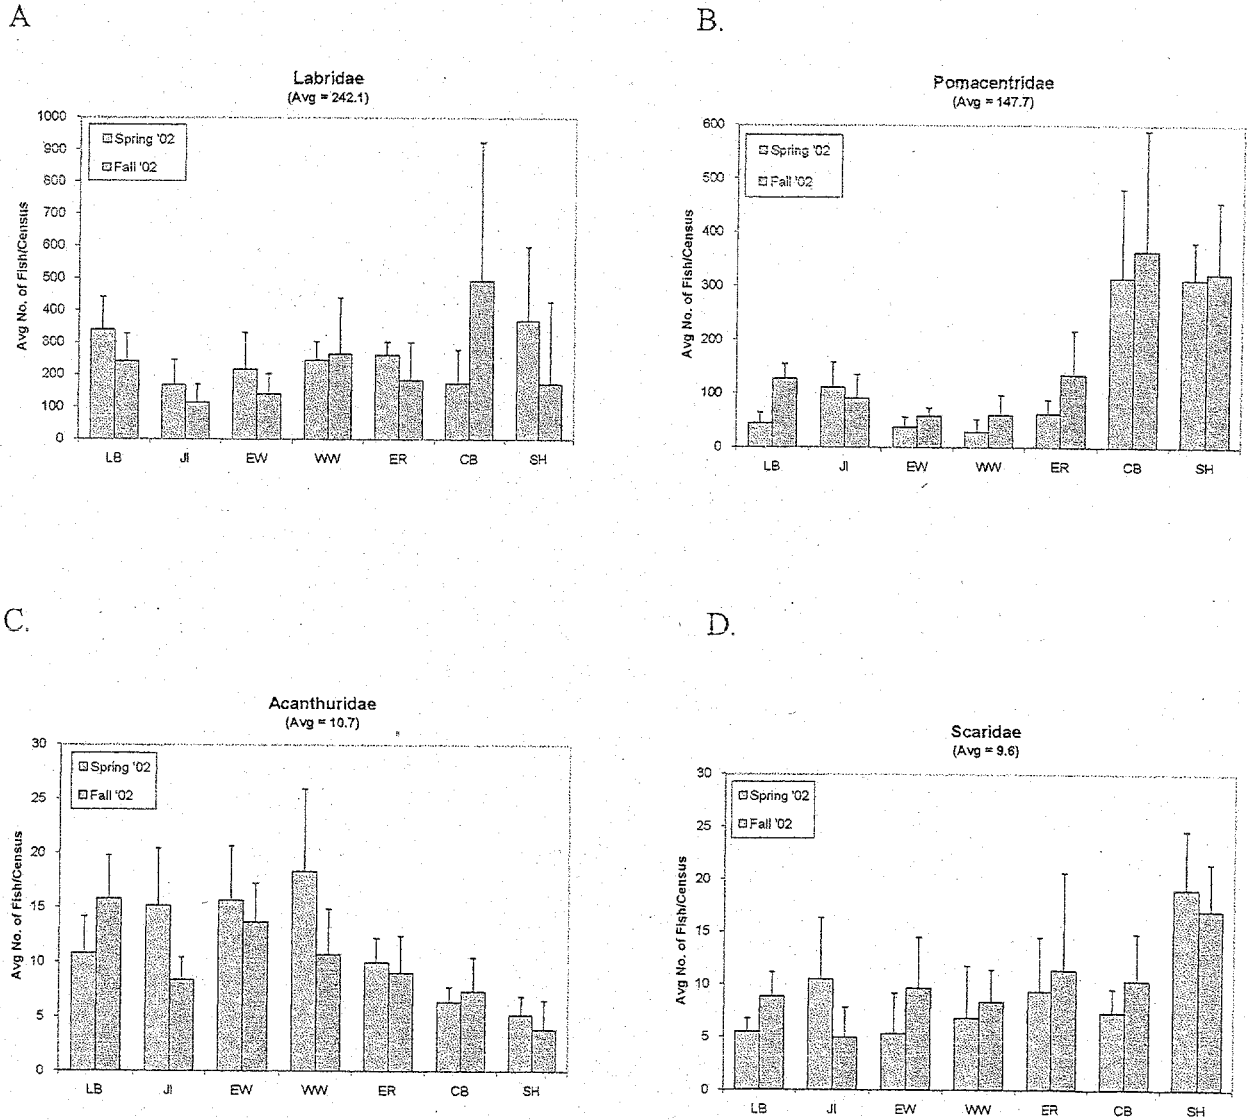 A
Labridae
(Avg = 242.1)
Avg No. of Fish/Census
1000
900
800
700
600
500
400
300
200
100
0
Spring '02
Fall '02
LB JI EW WW ER CB SH
B.
Pomacentridae
(Avg = 147.7)
Avg No. of Fish/Census
600
500
400
300
200
100
0
Spring '02
Fall '02
LB JI EW WW ER CB SH
C.
Acanthuridae
(Avg = 10.7)
Avg No. of Fish/Census
30
25
20
15
10
5
0
Spring '02
Fall '02
LB JI EW WW ER CB SH
D.
Scaridae
(Avg = 9.6)
Avg No. of Fish/Census
30
25
20
15
10
5
0
Spring '02
Fall '02
LB JI EW WW ER CB SH